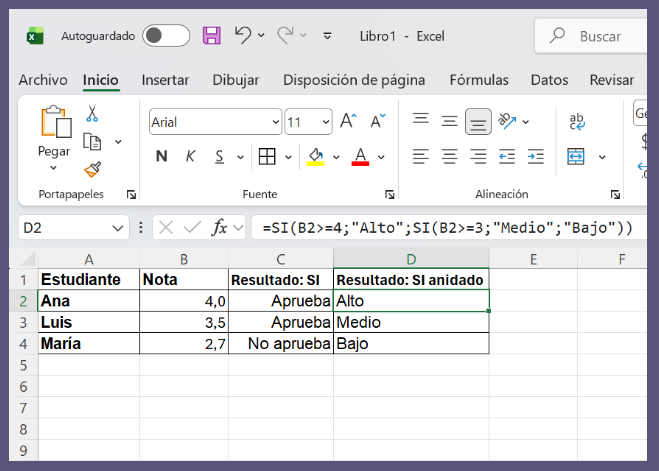 Autoguardado Libro1 - Excel Buscar
Archivo Inicio Insertar Dibujar Disposición de página Fórmulas Datos Revisar
Pegar
Arial 11 A A Ge
N K S A ab c $
Portapapeles Fuente Alineación
D2 fx =SI(B2>=4;"Alto";SI(B2>=3;"Medio";"Bajo"))
A B C D E F
1 Estudiante Nota Resultado: SI Resultado: SI anidado
2 Ana 4,0 Aprueba Alto
3 Luis 3,5 Aprueba Medio
4 María 2,7 No aprueba Bajo
5
6
7
8
9